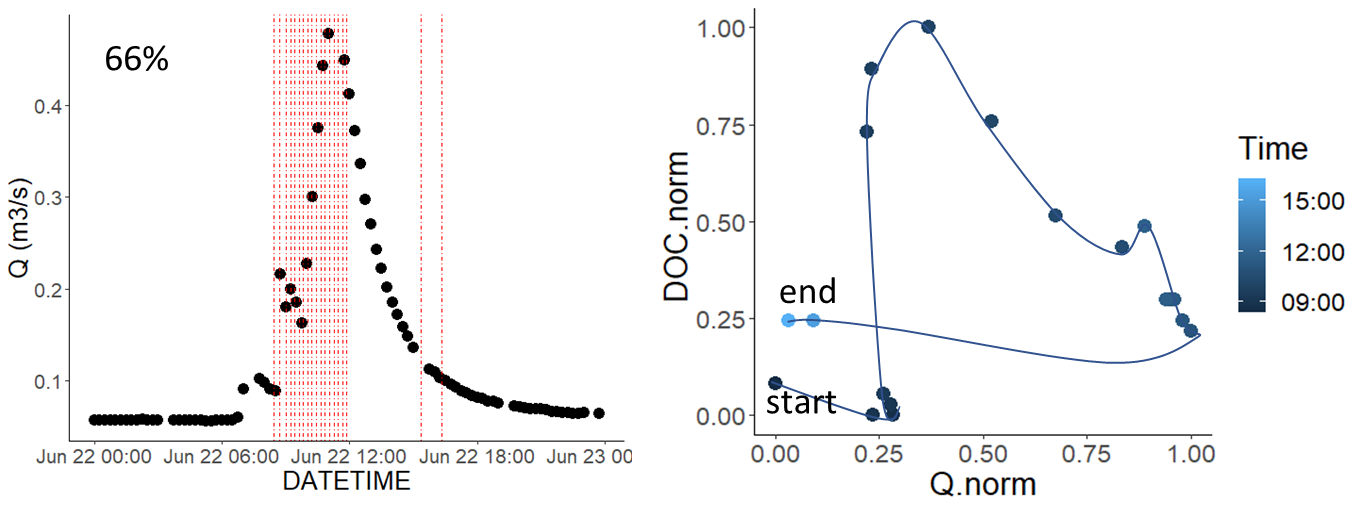 66%
Q (m3/s)
0.4
0.3
0.2
0.1
Jun 22 00:00 Jun 22 06:00 Jun 22 12:00 Jun 22 18:00 Jun 23 00
DATETIME
DOC.norm
1.00
0.75
0.50
0.25
0.00
end
start
0.00 0.25 0.50 0.75 1.00
Q.norm
Time
15:00
12:00
09:00